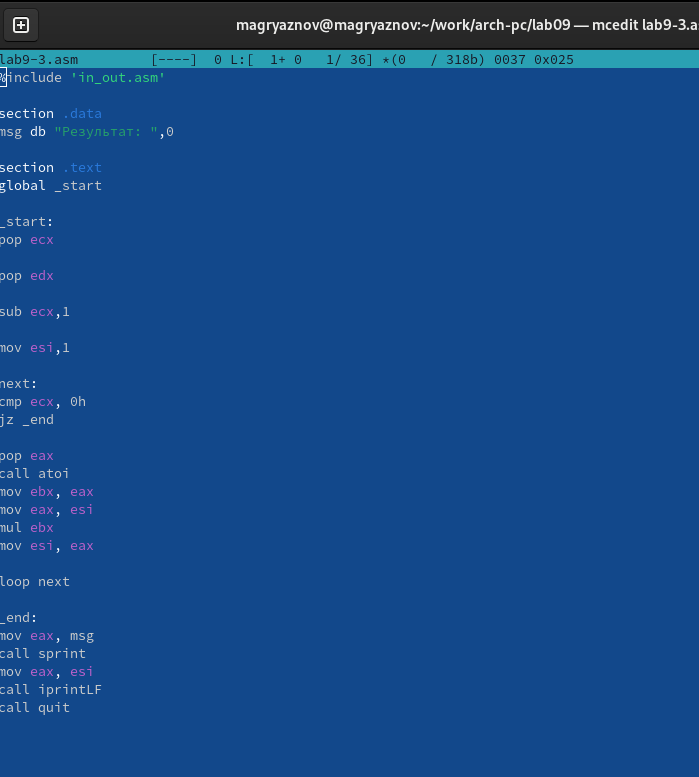 magryaznov@magryaznov:~/work/arch-pc/lab09 — mcedit lab9-3.a
lab9-3.asm [----] 0 L:[ 1+ 0 1/ 36] *(0 / 318b) 0037 0x025
%include 'in_out.asm'
section .data
msg db "Результат: ",0
section .text
global _start
_start:
pop ecx
pop edx
sub ecx,1
mov esi,1
next:
cmp ecx, 0h
jz _end
pop eax
call atoi
mov ebx, eax
mov eax, esi
mul ebx
mov esi, eax
loop next
_end:
mov eax, msg
call sprint
mov eax, esi
call iprintLF
call quit